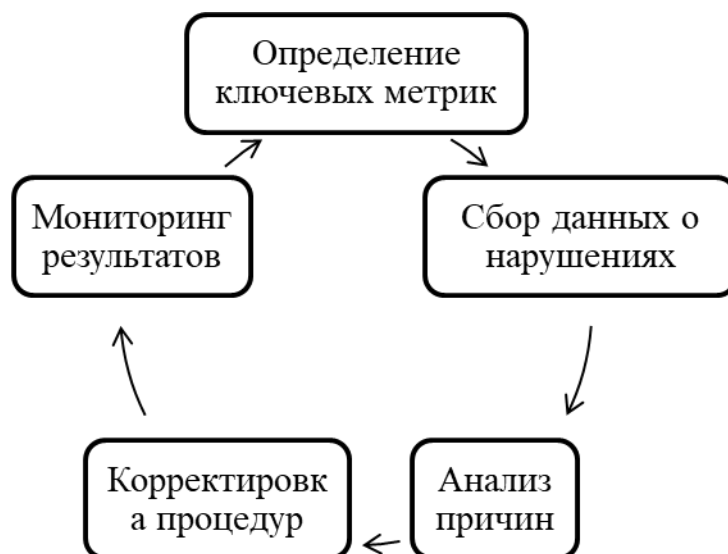 Определение
ключевых метрик
Сбор данных о
нарушениях
Анализ
причин
Корректировк
а процедур
Мониторинг
результатов